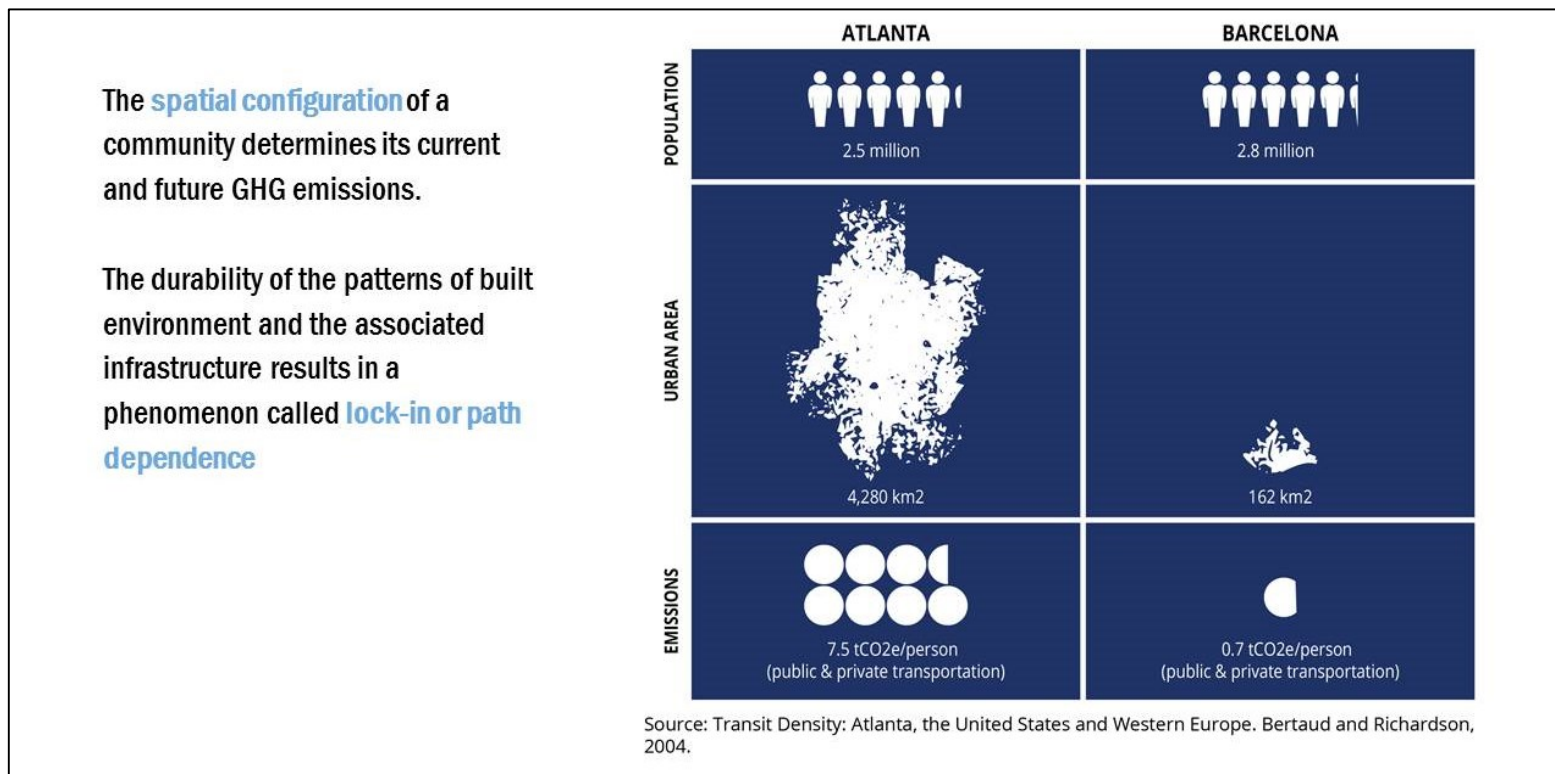 The spatial configuration of a
community determines its current
and future GHG emissions.
The durability of the patterns of built
environment and the associated
infrastructure results in a
phenomenon called lock-in or path
dependence
ATLANTA
BARCELONA
POPULATION
2.5 million
2.8 million
URBAN AREA
4,280 km2
162 km2
EMISSIONS
7.5 tCO2e/person
(public & private transportation)
0.7 tCO2e/person
(public & private transportation)
Source: Transit Density: Atlanta, the United States and Western Europe. Bertaud and Richardson,
2004.